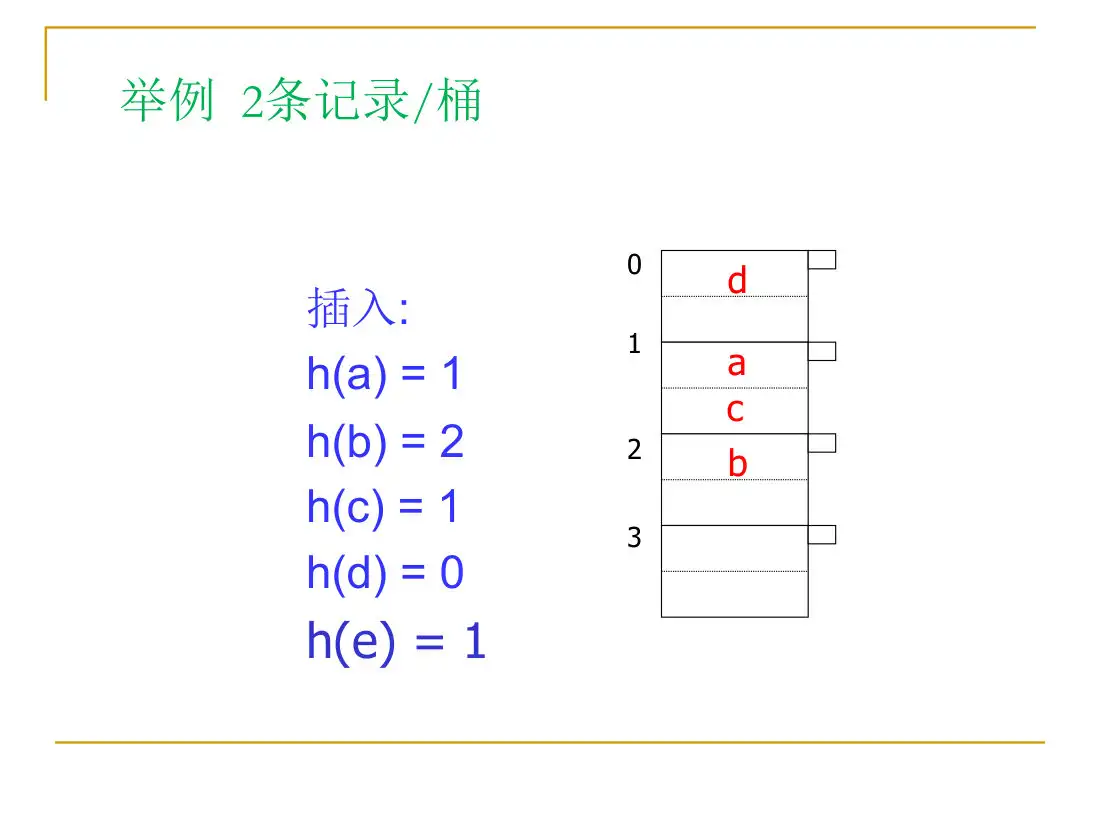 举例 2条记录/桶
插入:
h(a) = 1
h(b) = 2
h(c) = 1
h(d) = 0
h(e) = 1
0
d
1
a
c
2
b
3